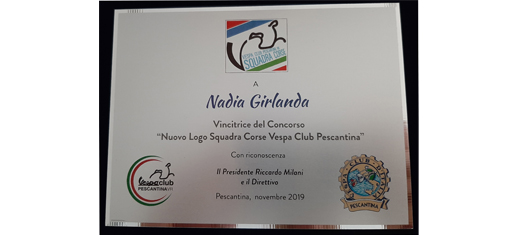 SQUADRA CORSE
A
Nadia Girlanda
Vincitrice del Concorso
"Nuovo Logo Squadra Corse Vespa Club Pescantina"
Con riconoscenza
Il Presidente Riccardo Milani
e il Direttivo
Pescantina, novembre 2019
Vespaclub
PESCANTINA
VESPA CLUB
PESCANTINA